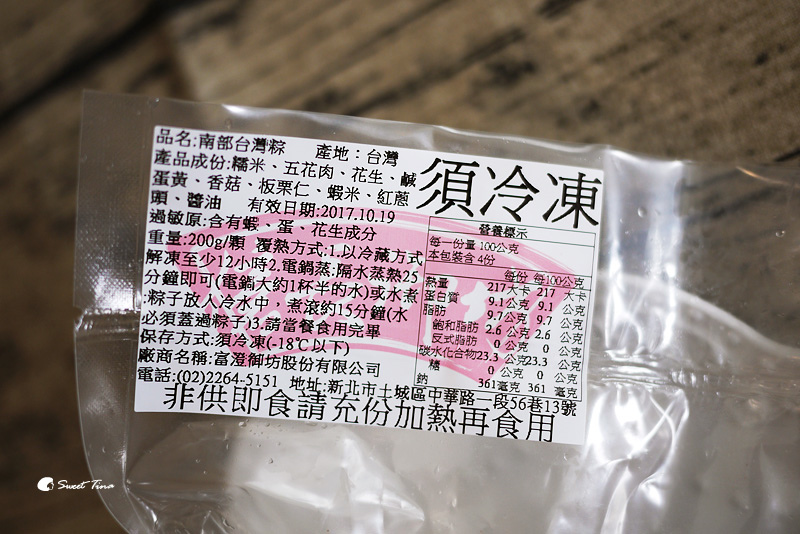 品名:南部台灣粽 產地：台灣
產品成份:糯米、五花肉、花生、鹹
蛋黃、香菇、板栗仁、蝦米、紅蔥
頭、醬油 有效日期:2017.10.19
過敏原:含有蝦、蛋、花生成分
重量:200g/顆 覆熱方式:1.以冷藏方式
解凍至少12小時2.電鍋蒸:隔水蒸熱25
分鐘即可(電鍋大約1杯半的水)或水煮
:粽子放入冷水中，煮滾約15分鐘(水
必須蓋過粽子)3.請當餐食用完畢
保存方式:須冷凍(-18℃以下)
廠商名稱:富澄御坊股份有限公司
電話:(02)2264-5151 地址:新北市土城區中華路一段56巷13號
非供即食請充份加熱再食用
須冷凍
營養標示
每一份量 100公克
本包裝含 4份
每份 每100公克
熱量 217大卡 217 大卡
蛋白質 9.1公克 9.1 公克
脂肪 9.7公克 9.7 公克
飽和脂肪 2.6公克 2.6 公克
反式脂肪 0 公克 0 公克
碳水化合物23.3 公克23.3 公克
糖 0 公克 0 公克
鈉 361毫克 361 毫克
Sweet Tina